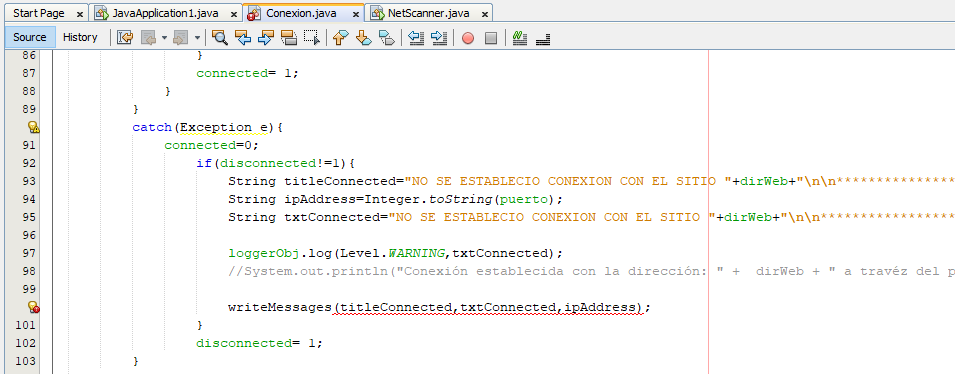 Start Page × JavaApplication1.java × Conexion.java × NetScanner.java ×
Source History
86 }
87 connected= 1;
88 }
89 }
catch(Exception e){
91 connected=0;
92 if(disconnected!=1){
93 String titleConnected="NO SE ESTABLECIO CONEXION CON EL SITIO "+dirWeb+"\n\n****************
94 String ipAddress=Integer.toString(puerto);
95 String txtConnected="NO SE ESTABLECIO CONEXION CON EL SITIO "+dirWeb+"\n\n******************
96
97 loggerObj.log(Level.WARNING,txtConnected);
98 //System.out.println("Conexión establecida con la dirección: " + dirWeb + " a travéz del p
99
writeMessages(titleConnected,txtConnected,ipAddress);
101 }
102 disconnected= 1;
103 }